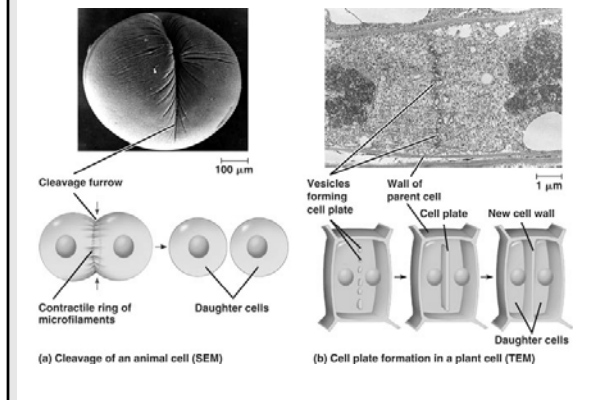 100 µm
Cleavage furrow
Contractile ring of
microfilaments
Daughter cells
(a) Cleavage of an animal cell (SEM)
1 µm
Vesicles
forming
cell plate
Wall of
parent cell
Cell plate
New cell wall
Daughter cells
(b) Cell plate formation in a plant cell (TEM)